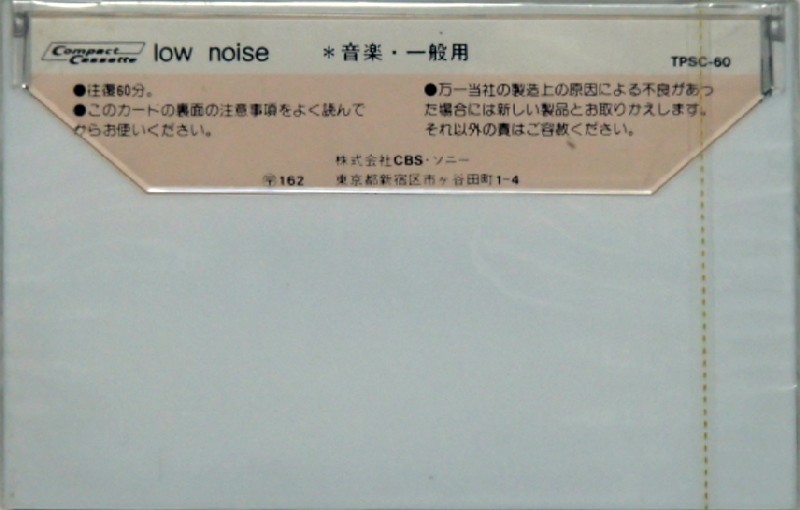 Compact Cassette low noise *音楽・一般用 TPSC-60
●往復60分。
●このカードの裏面の注意事項をよく読んで
からお使いください。
●万一当社の製造上の原因による不良があっ
た場合には新しい製品とお取りかえします。
それ以外の責はご容赦ください。
株式会社CBS・ソニー
〒162 東京都新宿区市ヶ谷田町1-4